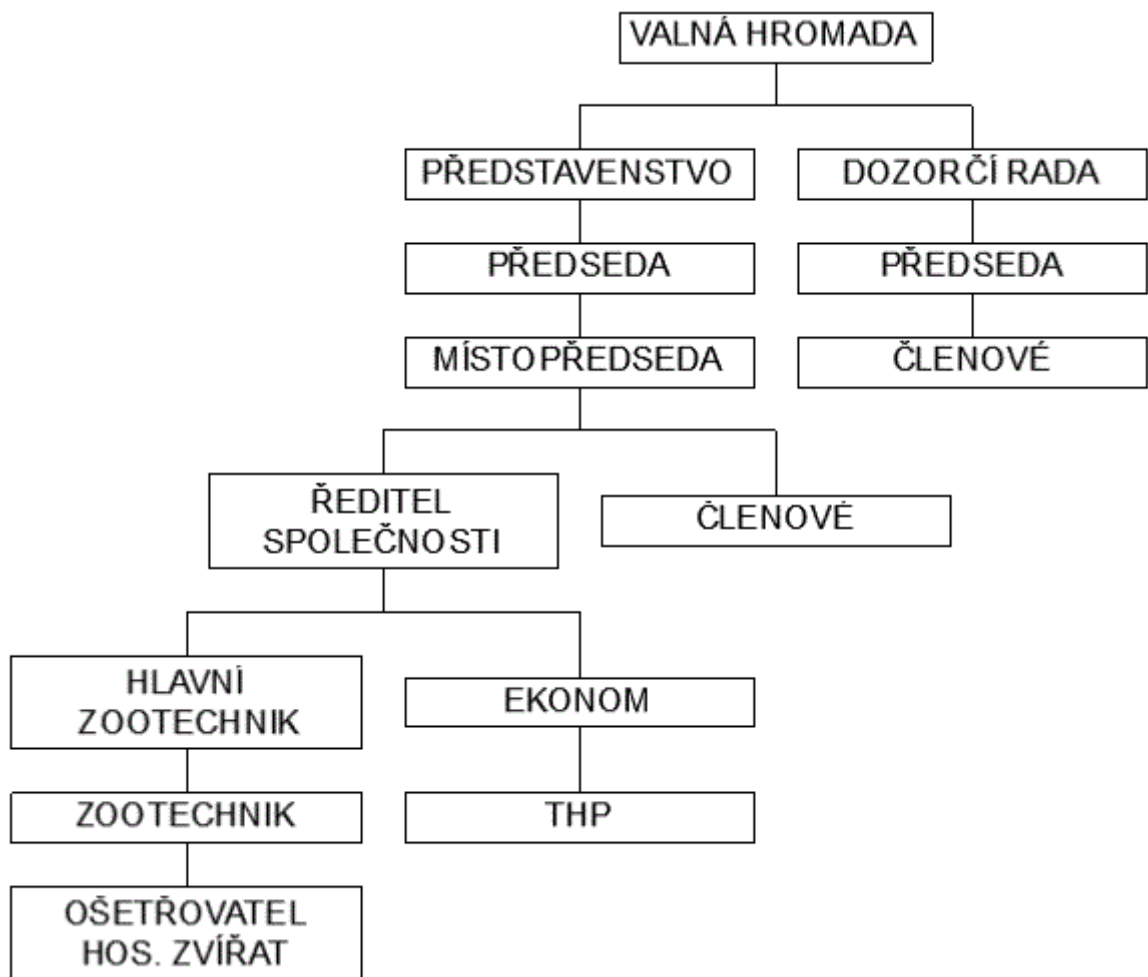 VALNÁ HROMADA
PŘEDSTAVENSTVO
DOZORČÍ RADA
PŘEDSEDA
PŘEDSEDA
MÍSTOPŘEDSEDA
ČLENOVÉ
ŘEDITEL
SPOLEČNOSTI
ČLENOVÉ
HLAVNÍ
ZOOTECHNIK
EKONOM
ZOOTECHNIK
THP
OŠETŘOVATEL
HOS. ZVÍŘAT